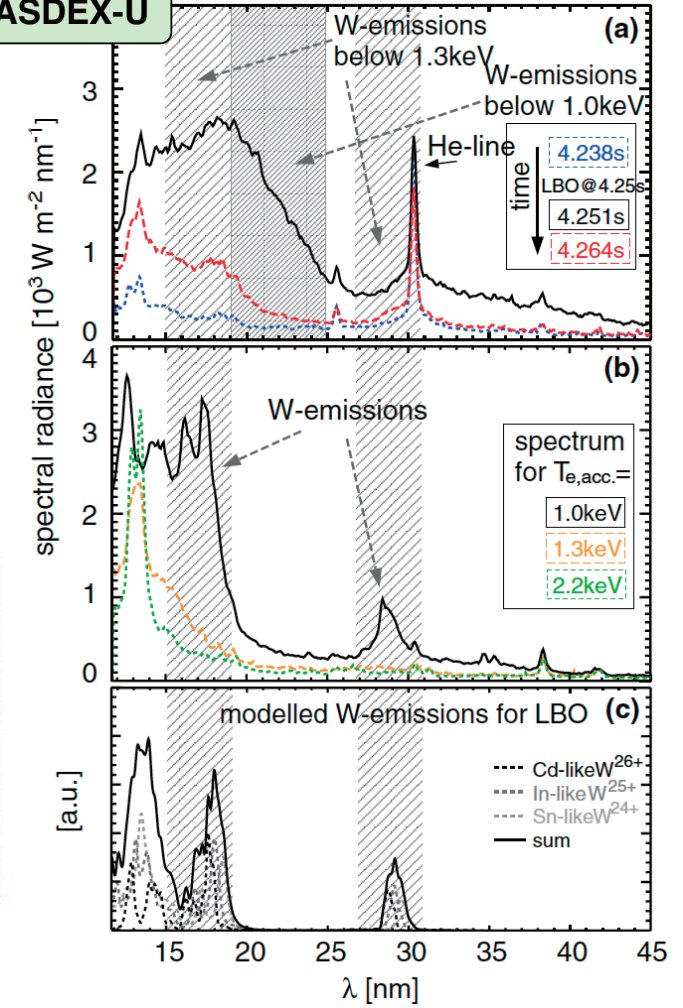 ASDEX-U
(a)
W-emissions
below 1.3keV
W-emissions
below 1.0keV
He-line
time
4.238s
LBO@4.25s
4.251s
4.264s
3
2
1
0
spectral radiance [10³ W m⁻² nm⁻¹]
(b)
4
3
2
1
0
W-emissions
spectrum
for Te,acc.=
1.0keV
1.3keV
2.2keV
(c)
modelled W-emissions for LBO
Cd-likeW26+
In-likeW25+
Sn-likeW24+
sum
[a.u.]
15 20 25 30 35 40 45
λ [nm]